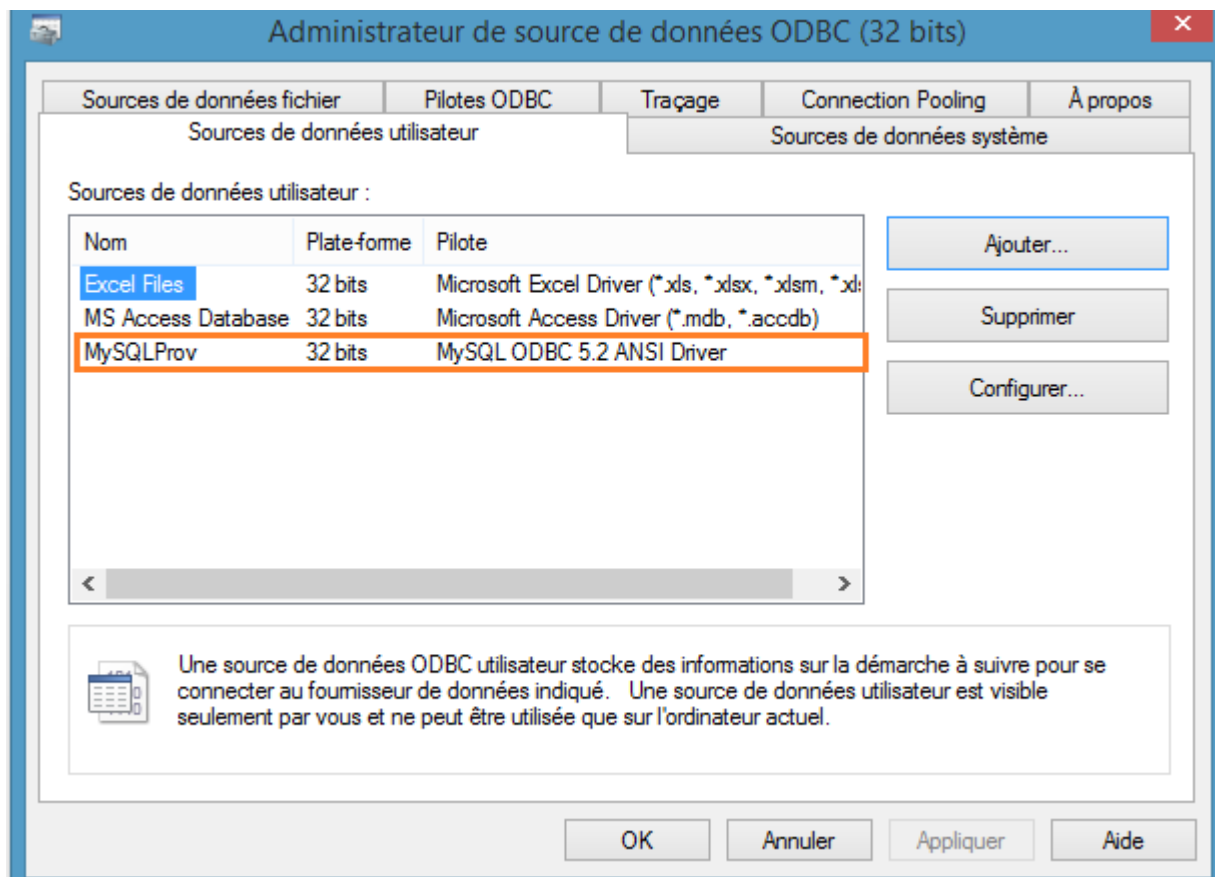 Administrateur de source de données ODBC (32 bits)
Sources de données fichier
Pilotes ODBC
Traçage
Connection Pooling
À propos
Sources de données utilisateur
Sources de données système
Sources de données utilisateur :
Nom Plate-forme Pilote
Excel Files 32 bits Microsoft Excel Driver (*.xls, *.xlsx, *.xlsm, *.xl
MS Access Database 32 bits Microsoft Access Driver (*.mdb, *.accdb)
MySQLProv 32 bits MySQL ODBC 5.2 ANSI Driver
Ajouter...
Supprimer
Configurer...
Une source de données ODBC utilisateur stocke des informations sur la démarche à suivre pour se
connecter au fournisseur de données indiqué. Une source de données utilisateur est visible
seulement par vous et ne peut être utilisée que sur l'ordinateur actuel.
OK
Annuler
Appliquer
Aide